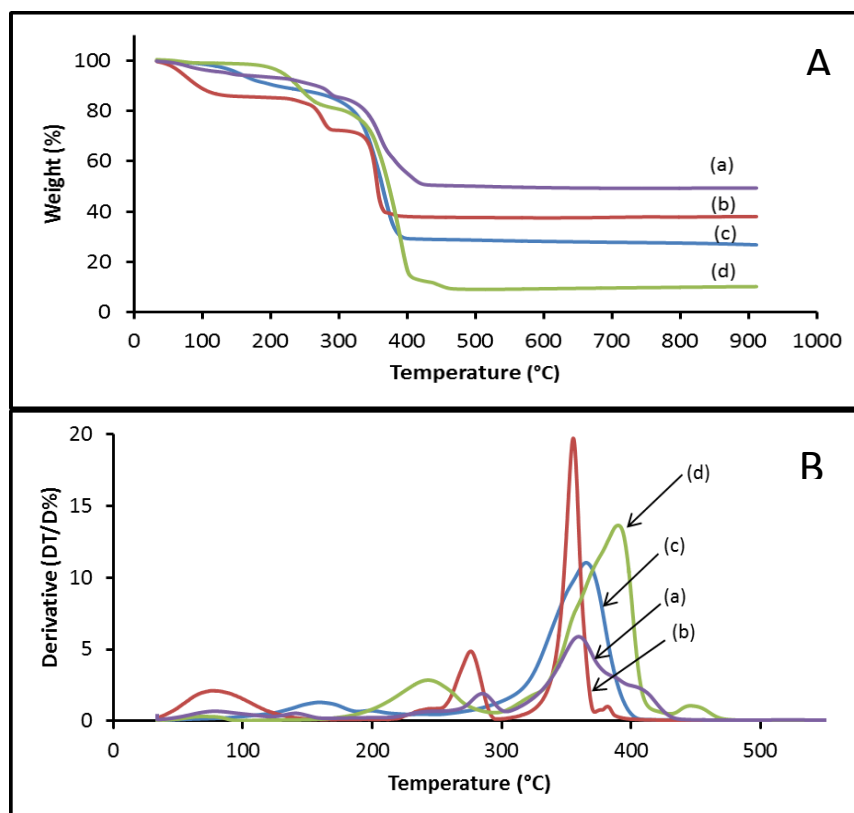 A
100
80
60
40
20
0
Weight (%)
(a)
(b)
(c)
(d)
0 100 200 300 400 500 600 700 800 900 1000
Temperature (°C)
B
20
15
10
5
0
Derivative (DT/D%)
(d)
(c)
(a)
(b)
0 100 200 300 400 500
Temperature (°C)